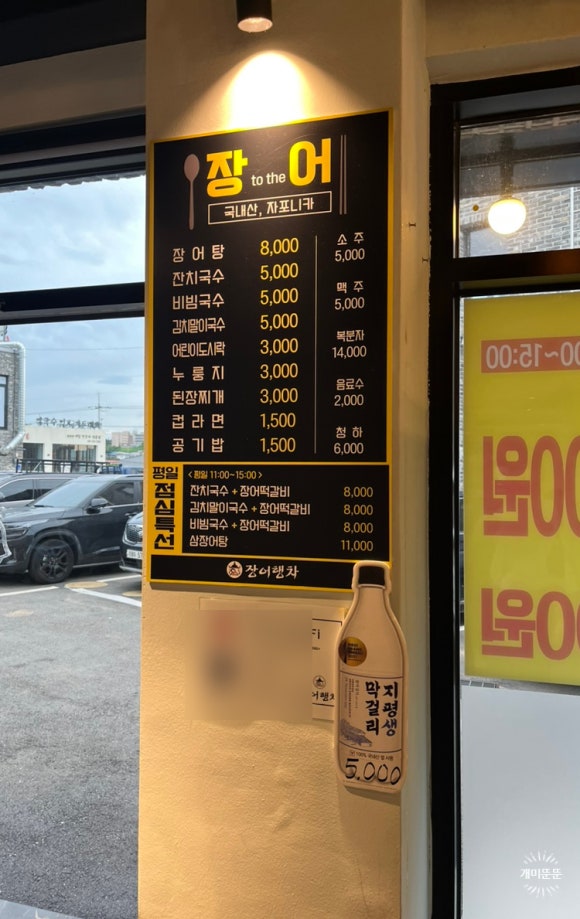 장 to the 어
국내산, 자포니카
장어탕 8,000
잔치국수 5,000
비빔국수 5,000
김치말이국수 5,000
어린이도시락 3,000
누룽지 3,000
된장찌개 3,000
컵라면 1,500
공기밥 1,500
소주
5,000
맥주
5,000
복분자
14,000
음료수
2,000
청하
6,000
평일
점심특선
< 평일 11:00~15:00 >
잔치국수 + 장어떡갈비 8,000
김치말이국수 + 장어떡갈비 8,000
비빔국수 + 장어떡갈비 8,000
삼장어탕 11,000
장어행차
Fi
어행차
지평생
막걸리
5,000
00~15:00
00원
00원
개미뚠뚠